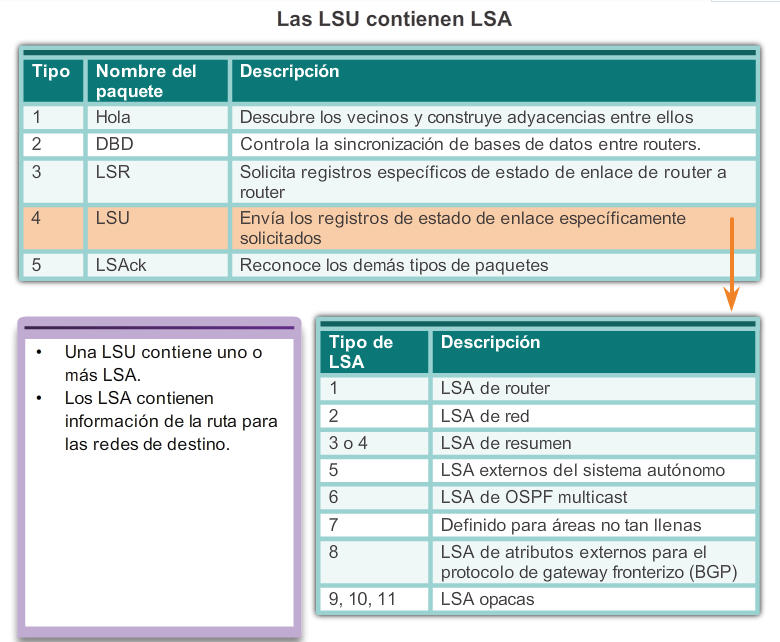 Las LSU contienen LSA
Tipo
Nombre del
paquete
Descripción
1
Hola
Descubre los vecinos y construye adyacencias entre ellos
2
DBD
Controla la sincronización de bases de datos entre routers.
3
LSR
Solicita registros específicos de estado de enlace de router a
router
4
LSU
Envía los registros de estado de enlace específicamente
solicitados
5
LSAck
Reconoce los demás tipos de paquetes
• Una LSU contiene uno o
más LSA.
• Los LSA contienen
información de la ruta para
las redes de destino.
Tipo de
LSA
Descripción
1
LSA de router
2
LSA de red
3 o 4
LSA de resumen
5
LSA externos del sistema autónomo
6
LSA de OSPF multicast
7
Definido para áreas no tan llenas
8
LSA de atributos externos para el
protocolo de gateway fronterizo (BGP)
9, 10, 11
LSA opacas